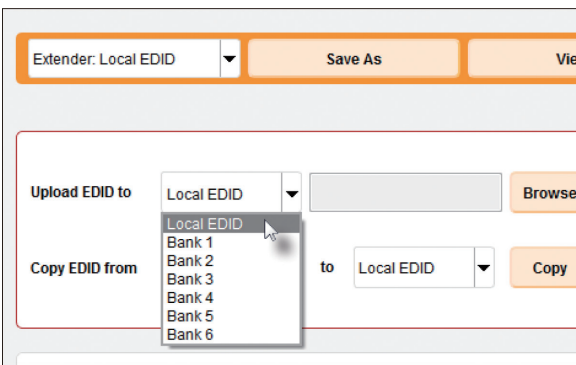 Extender: Local EDID Save As Vie
Upload EDID to Local EDID Browse
Local EDID
Bank 1
Bank 2
Copy EDID from to Local EDID Copy
Bank 3
Bank 4
Bank 5
Bank 6